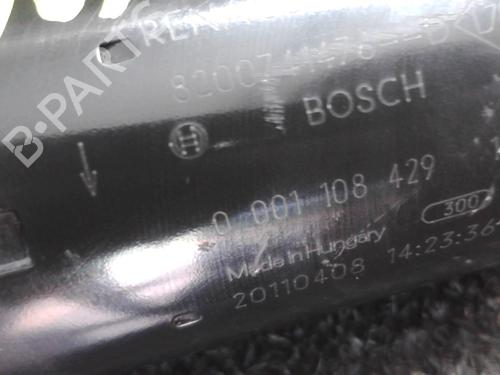 B-PARTS
BOSCH
0 001 108 429
300
Made in Hungary
20110408 14:23:36